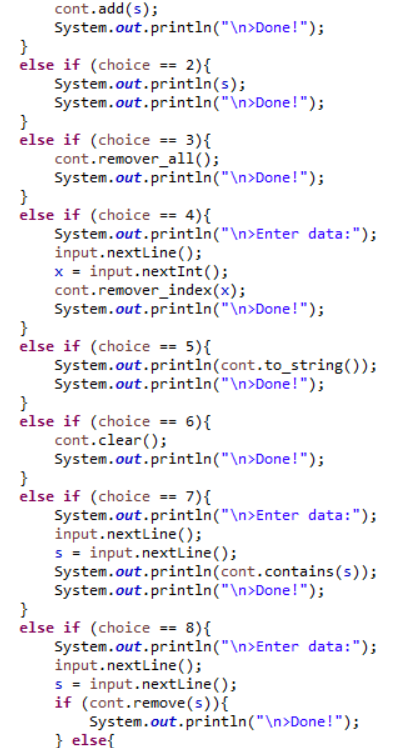 cont.add(s);
System.out.println("\n>Done!");
}
else if (choice == 2){
System.out.println(s);
System.out.println("\n>Done!");
}
else if (choice == 3){
cont.remover_all();
System.out.println("\n>Done!");
}
else if (choice == 4){
System.out.println("\n>Enter data:");
input.nextLine();
x = input.nextInt();
cont.remover_index(x);
System.out.println("\n>Done!");
}
else if (choice == 5){
System.out.println(cont.to_string());
System.out.println("\n>Done!");
}
else if (choice == 6){
cont.clear();
System.out.println("\n>Done!");
}
else if (choice == 7){
System.out.println("\n>Enter data:");
input.nextLine();
s = input.nextLine();
System.out.println(cont.contains(s));
System.out.println("\n>Done!");
}
else if (choice == 8){
System.out.println("\n>Enter data:");
input.nextLine();
s = input.nextLine();
if (cont.remove(s)){
System.out.println("\n>Done!");
} else{